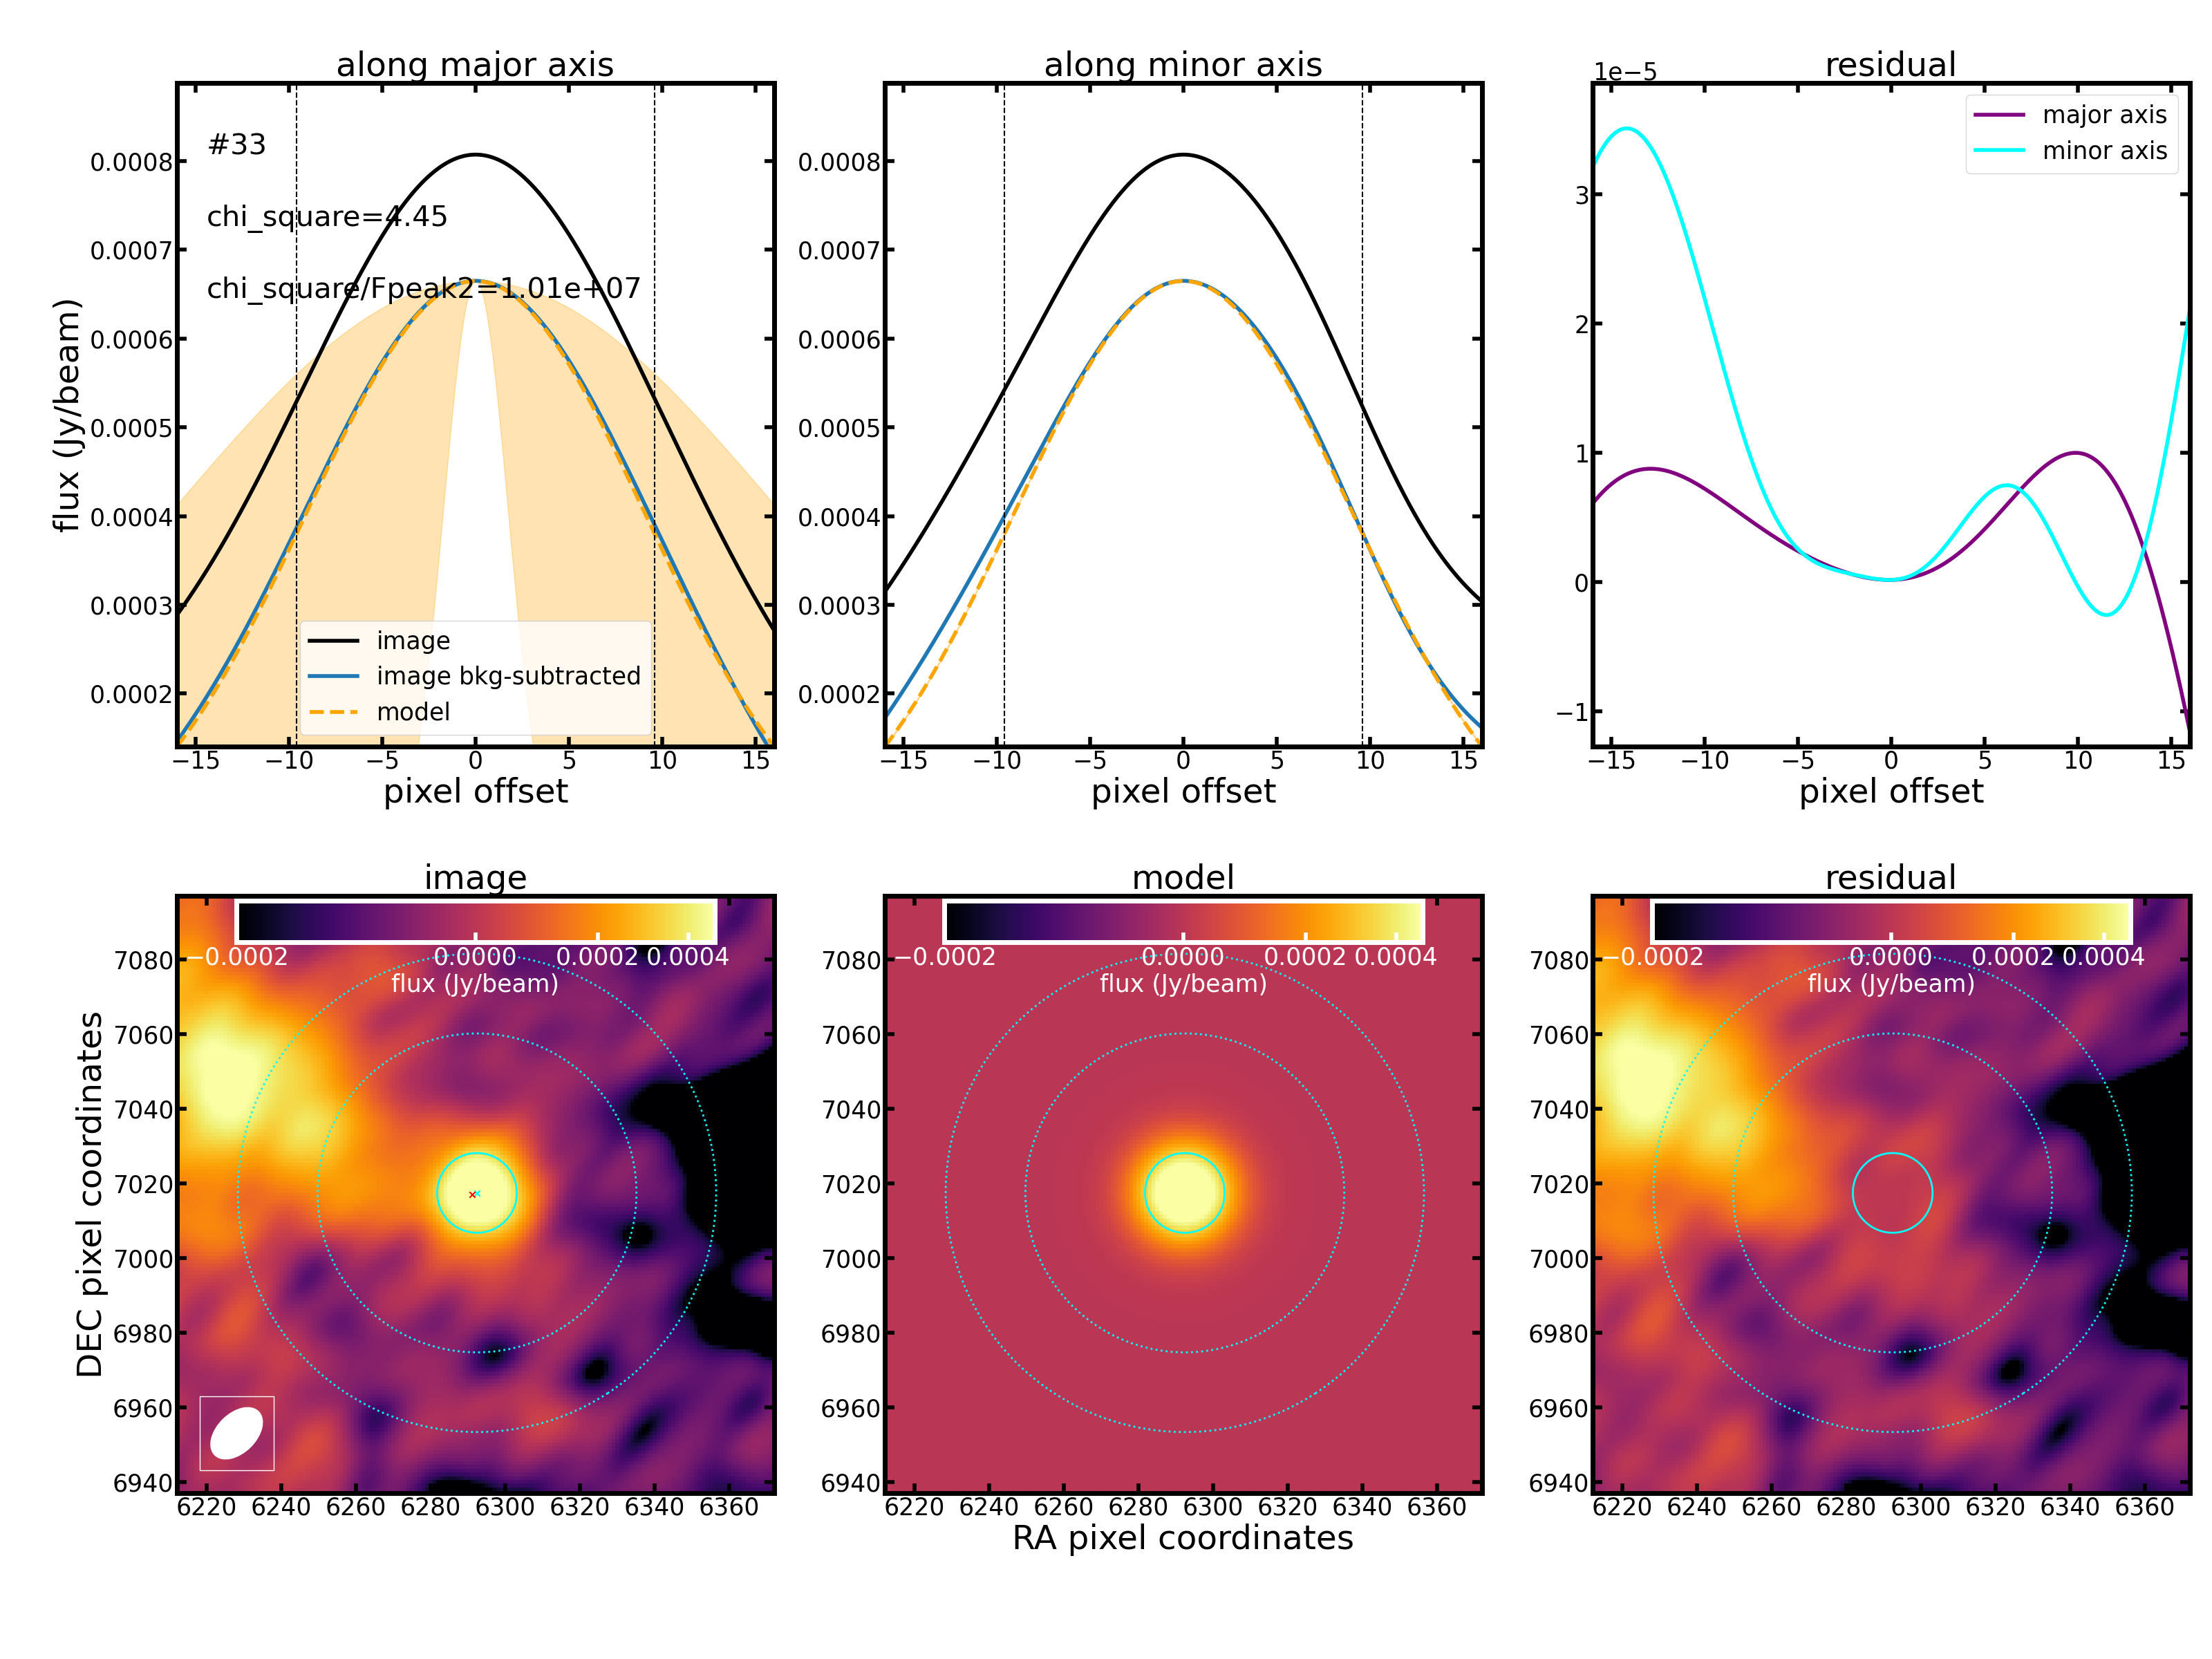 along major axis
along minor axis
residual
1e−5
#33
chi_square=4.45
chi_square/Fpeak2=1.01e+07
image
image bkg-subtracted
model
major axis
minor axis
flux (Jy/beam)
0.0008
0.0007
0.0006
0.0005
0.0004
0.0003
0.0002
−15 −10 −5 0 5 10 15
pixel offset
0.0008
0.0007
0.0006
0.0005
0.0004
0.0003
0.0002
−15 −10 −5 0 5 10 15
pixel offset
3
2
1
0
−1
−15 −10 −5 0 5 10 15
pixel offset
image
model
residual
−0.0002 0.0000 0.0002 0.0004
flux (Jy/beam)
−0.0002 0.0000 0.0002 0.0004
flux (Jy/beam)
−0.0002 0.0000 0.0002 0.0004
flux (Jy/beam)
DEC pixel coordinates
7080
7060
7040
7020
7000
6980
6960
6940
6220 6240 6260 6280 6300 6320 6340 6360
7080
7060
7040
7020
7000
6980
6960
6940
6220 6240 6260 6280 6300 6320 6340 6360
7080
7060
7040
7020
7000
6980
6960
6940
6220 6240 6260 6280 6300 6320 6340 6360
RA pixel coordinates